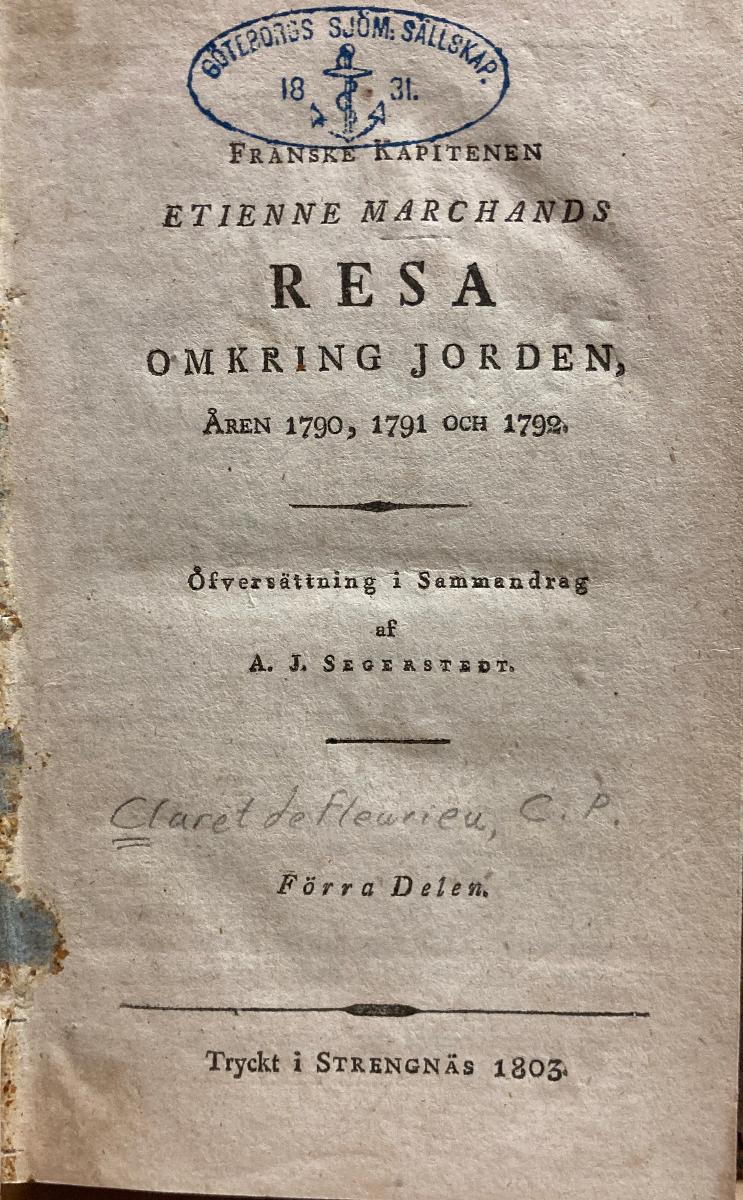 GÖTEBORGS SJÖM. SÄLLSKAP.
18 31.
FRANSKE KAPITENEN
ETIENNE MARCHANDS
RESA
OMKRING JORDEN,
ÅREN 1790, 1791 OCH 1792.
Öfversättning i Sammandrag
af
A. J. SEGERSTEDT.
Claret de Fleurieu, C. P.
Förra Delen.
Tryckt i STRENGNÄS 1803.